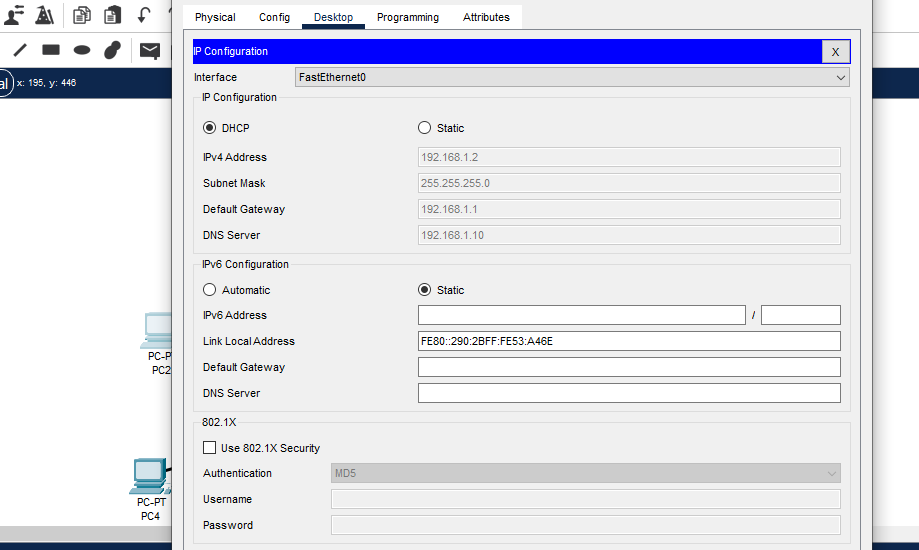 Physical Config Desktop Programming Attributes
IP Configuration X
al x: 195, y: 446
Interface FastEthernet0
IP Configuration
DHCP Static
IPv4 Address 192.168.1.2
Subnet Mask 255.255.255.0
Default Gateway 192.168.1.1
DNS Server 192.168.1.10
IPv6 Configuration
Automatic Static
IPv6 Address /
Link Local Address FE80::290:2BFF:FE53:A46E
PC-P
Default Gateway
PC2
DNS Server
802.1X
Use 802.1X Security
Authentication MD5
Username
PC-PT
PC4
Password